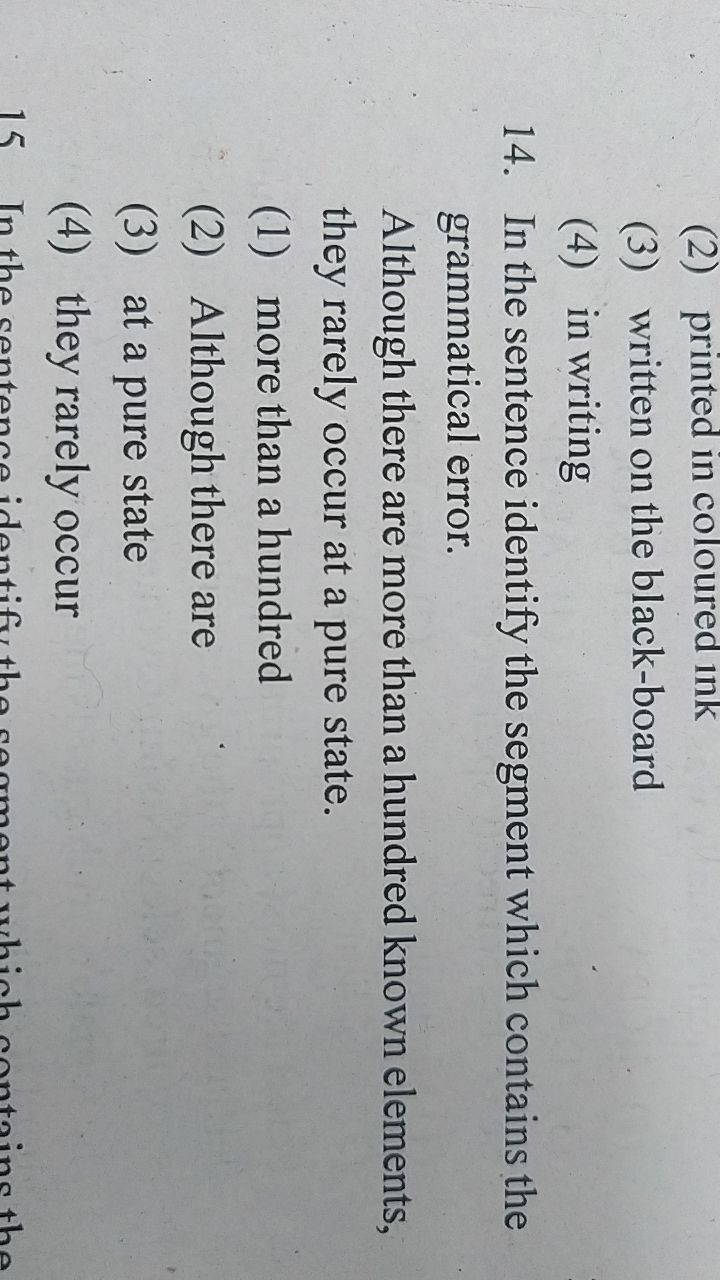 (2) printed in coloured ink
(3) written on the black-board
(4) in writing
14. In the sentence identify the segment which contains the
grammatical error.
Although there are more than a hundred known elements,
they rarely occur at a pure state.
(1) more than a hundred
(2) Although there are
(3) at a pure state
(4) they rarely occur
15 In the sentence identify the segment which contains the